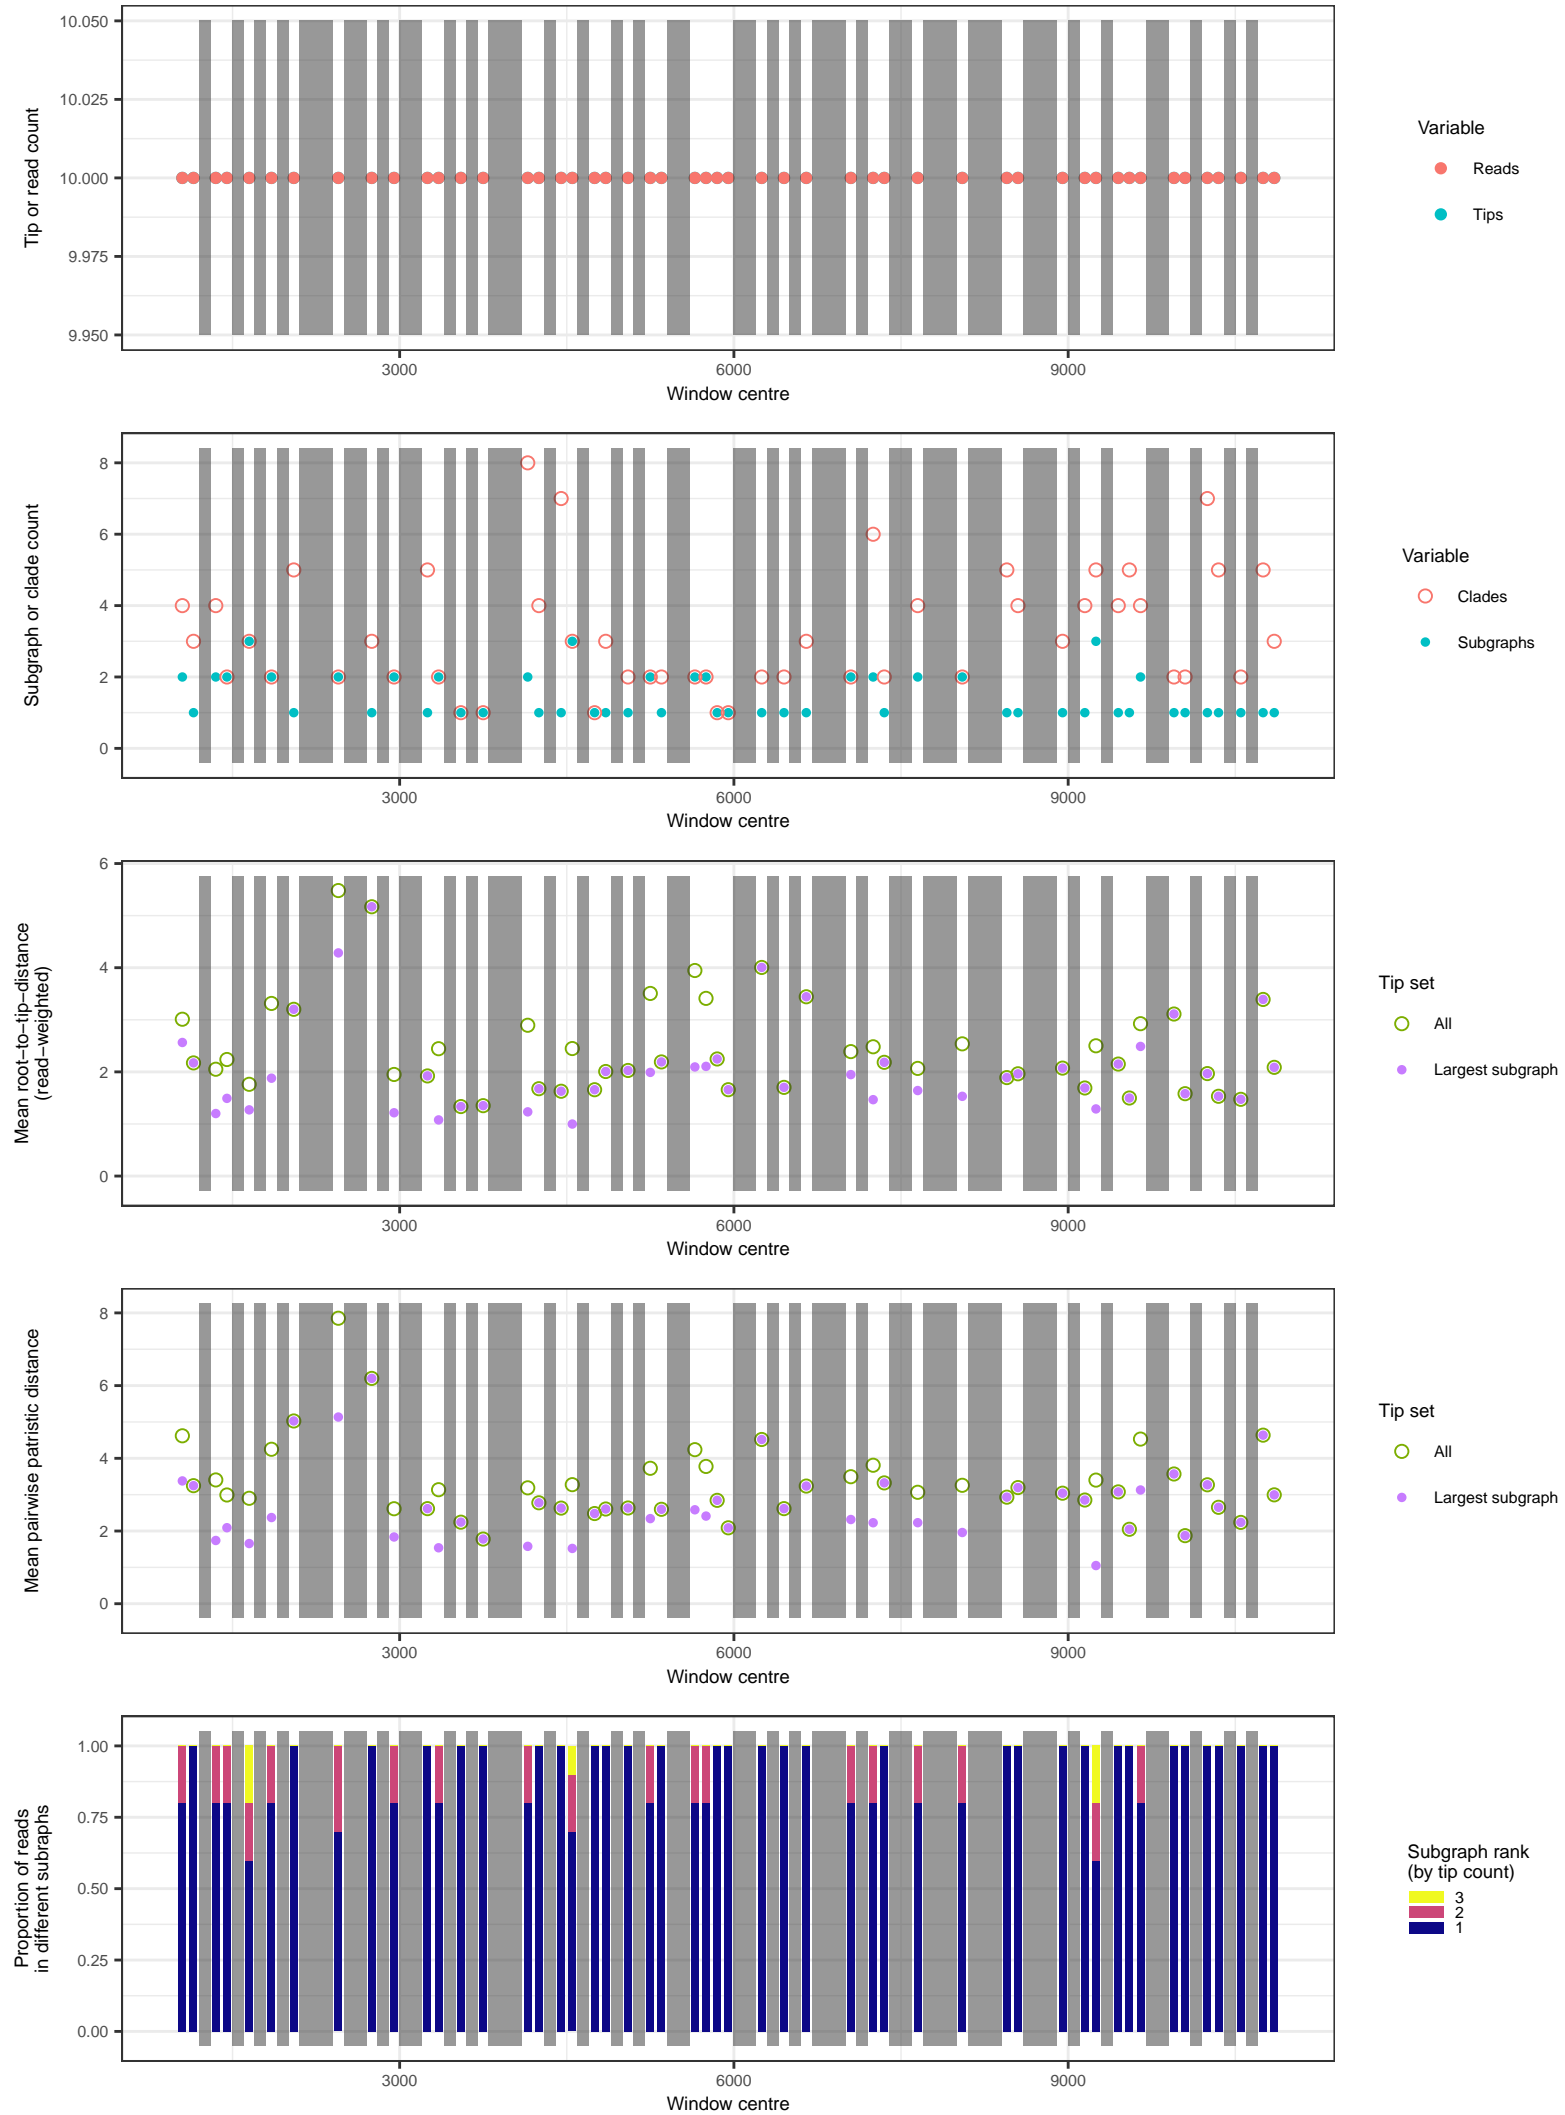 10.050
10.025
10.000
9.975
9.950
Tip or read count
3000 6000 9000
Window centre
Variable
Reads
Tips
8
6
4
2
0
Subgraph or clade count
3000 6000 9000
Window centre
Variable
Clades
Subgraphs
6
4
2
0
Mean root−to−tip−distance
(read−weighted)
3000 6000 9000
Window centre
Tip set
All
Largest subgraph
8
6
4
2
0
Mean pairwise patristic distance
3000 6000 9000
Window centre
Tip set
All
Largest subgraph
1.00
0.75
0.50
0.25
0.00
Proportion of reads
in different subraphs
3000 6000 9000
Window centre
Subgraph rank
(by tip count)
3
2
1